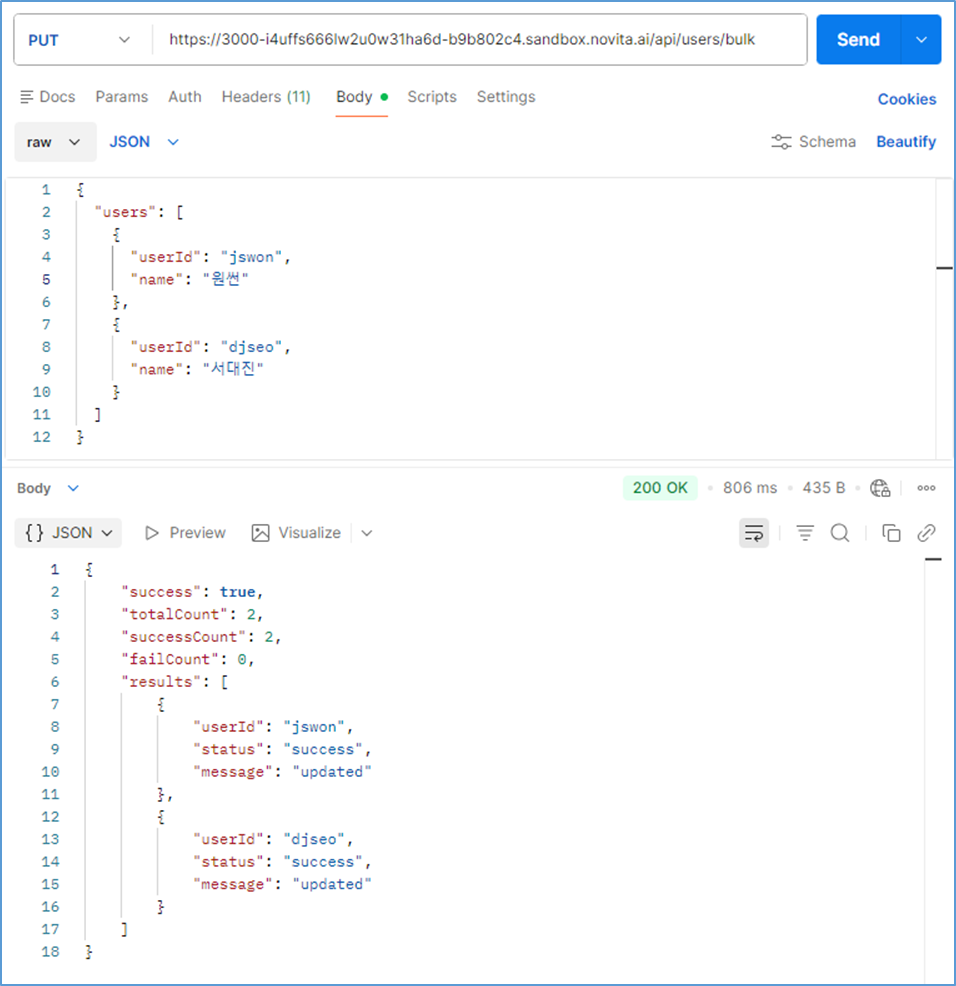 PUT https://3000-i4uffs666lw2u0w31ha6d-b9b802c4.sandbox.novita.ai/api/users/bulk Send
Docs Params Auth Headers (11) Body Scripts Settings Cookies
raw JSON Schema Beautify
1 {
2 "users": [
3 {
4 "userId": "jswon",
5 "name": "원썬"
6 },
7 {
8 "userId": "djseo",
9 "name": "서대진"
10 }
11 ]
12 }
Body 200 OK 806 ms 435 B
{} JSON Preview Visualize
1 {
2 "success": true,
3 "totalCount": 2,
4 "successCount": 2,
5 "failCount": 0,
6 "results": [
7 {
8 "userId": "jswon",
9 "status": "success",
10 "message": "updated"
11 },
12 {
13 "userId": "djseo",
14 "status": "success",
15 "message": "updated"
16 }
17 ]
18 }